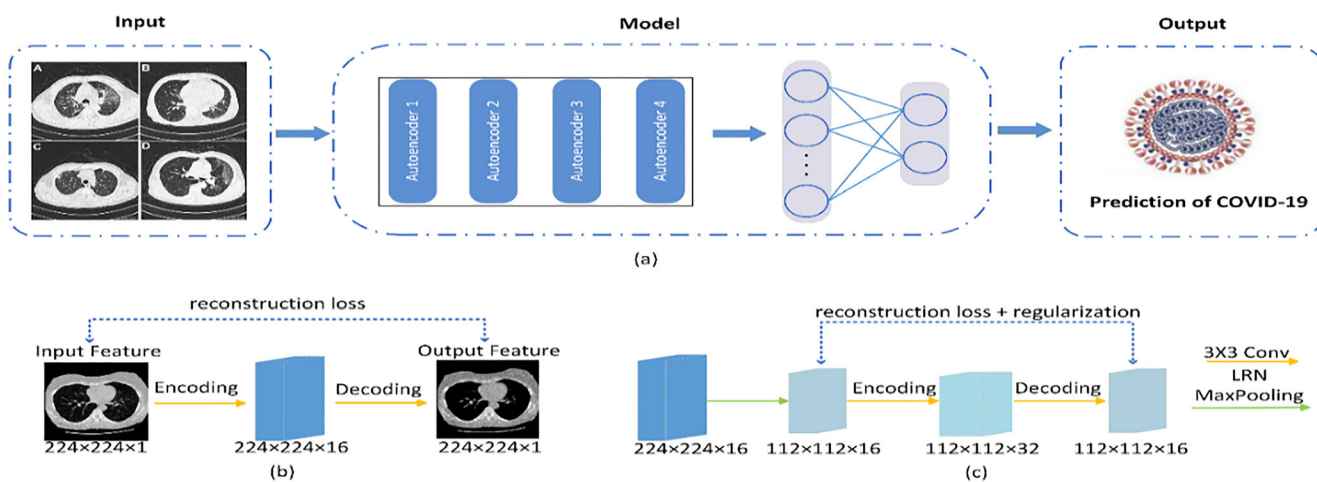 Input
Model
Output
A
B
C
D
Autoencoder 1
Autoencoder 2
Autoencoder 3
Autoencoder 4
Prediction of COVID-19
(a)
reconstruction loss
Input Feature
Encoding
Decoding
Output Feature
224×224×1
224×224×16
224×224×1
(b)
reconstruction loss + regularization
Encoding
Decoding
224×224×16
112×112×16
112×112×32
112×112×16
(c)
3X3 Conv
LRN
MaxPooling